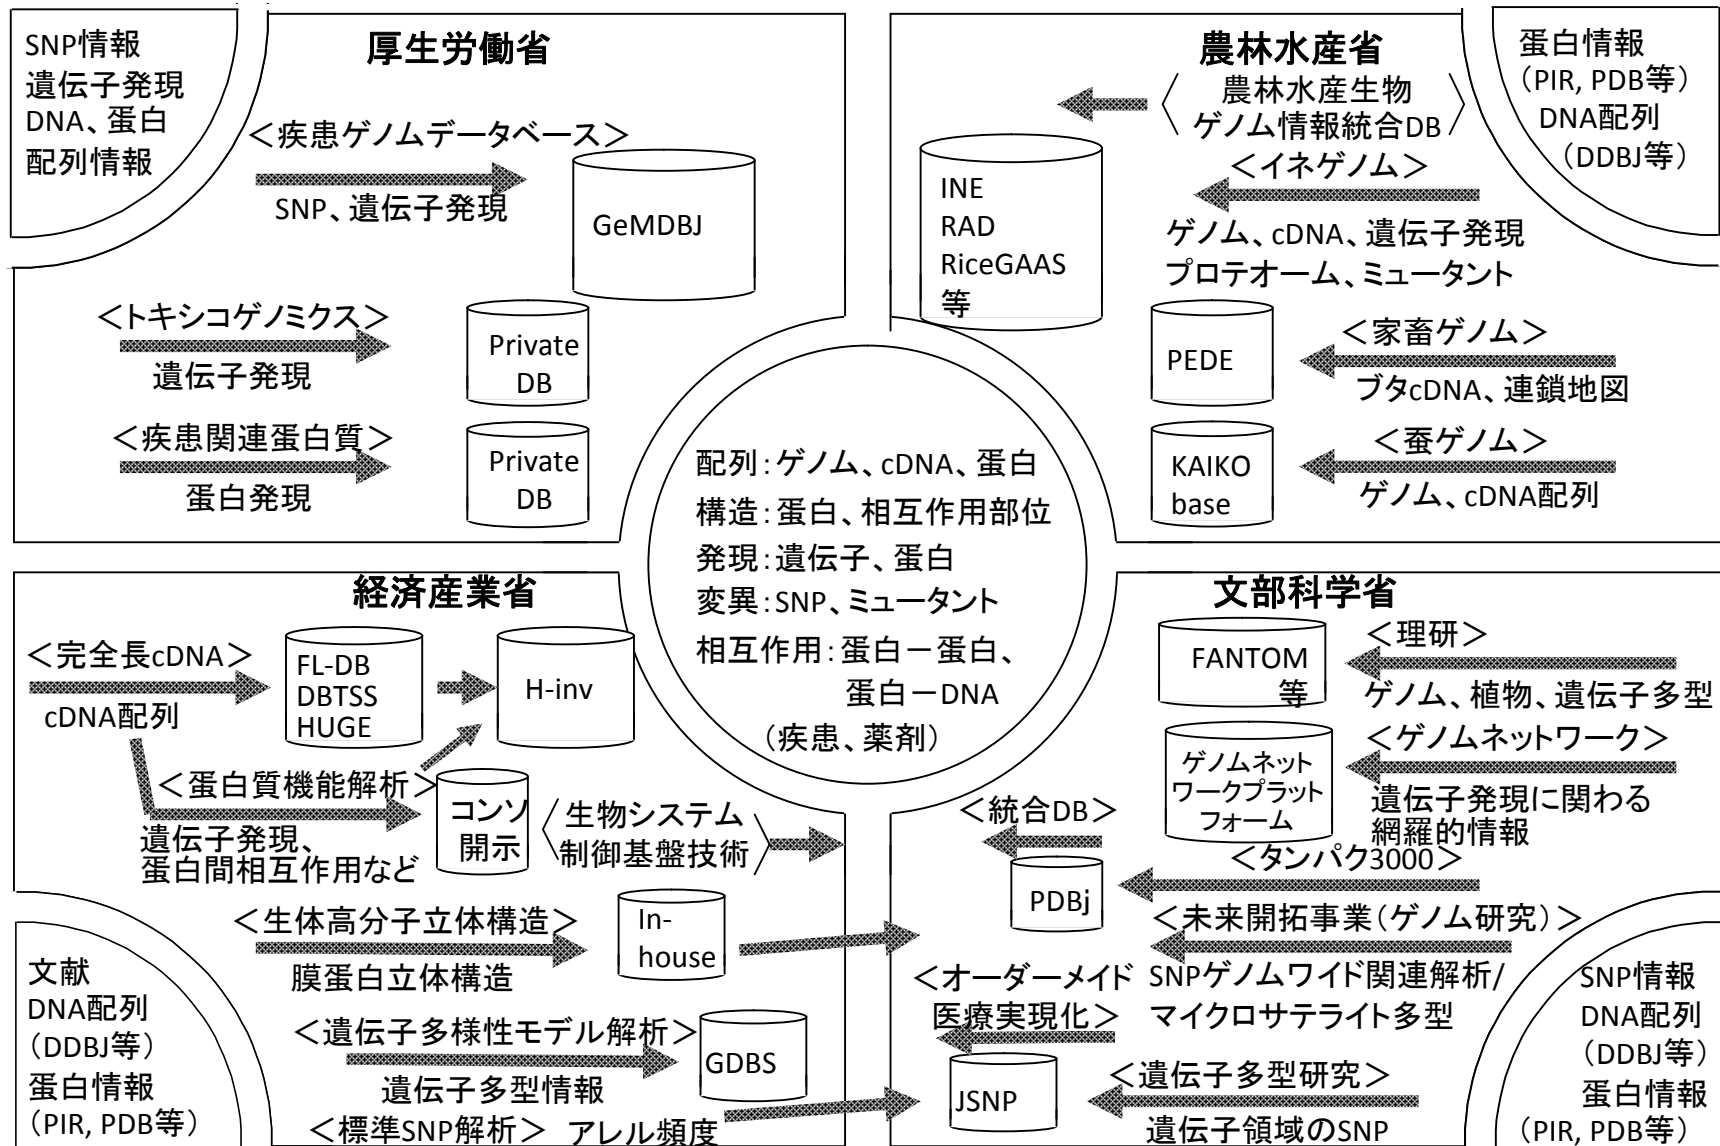 SNP情報
遺伝子発現
DNA、蛋白
配列情報
厚生労働省
＜疾患ゲノムデータベース＞
SNP、遺伝子発現
GeMDBJ
＜トキシコゲノミクス＞
遺伝子発現
Private
DB
＜疾患関連蛋白質＞
蛋白発現
Private
DB
農林水産省
農林水産生物
ゲノム情報統合DB
＜イネゲノム＞
ゲノム、cDNA、遺伝子発現
プロテオーム、ミュータント
INE
RAD
RiceGAAS
等
＜家畜ゲノム＞
ブタcDNA、連鎖地図
PEDE
＜蚕ゲノム＞
ゲノム、cDNA配列
KAIKO
base
蛋白情報
（PIR, PDB等）
DNA配列
（DDBJ等）
配列：ゲノム、cDNA、蛋白
構造：蛋白、相互作用部位
発現：遺伝子、蛋白
変異：SNP、ミュータント
相互作用：蛋白－蛋白、
蛋白－DNA
（疾患、薬剤）
経済産業省
＜完全長cDNA＞
cDNA配列
FL-DB
DBTSS
HUGE
H-inv
＜蛋白質機能解析＞
遺伝子発現、
蛋白間相互作用など
コンソ
開示
生物システム
制御基盤技術
＜生体高分子立体構造＞
膜蛋白立体構造
In-
house
＜遺伝子多様性モデル解析＞
遺伝子多型情報
GDBS
＜標準SNP解析＞
アレル頻度
文献
DNA配列
（DDBJ等）
蛋白情報
（PIR, PDB等）
文部科学省
FANTOM
等
＜理研＞
ゲノム、植物、遺伝子多型
＜ゲノムネットワーク＞
遺伝子発現に関わる
網羅的情報
ゲノムネット
ワークプラット
フォーム
＜統合DB＞
＜タンパク3000＞
PDBj
＜未来開拓事業（ゲノム研究）＞
SNPゲノムワイド関連解析/
マイクロサテライト多型
＜オーダーメイド
医療実現化＞
JSNP
＜遺伝子多型研究＞
遺伝子領域のSNP
SNP情報
DNA配列
（DDBJ等）
蛋白情報
（PIR, PDB等）